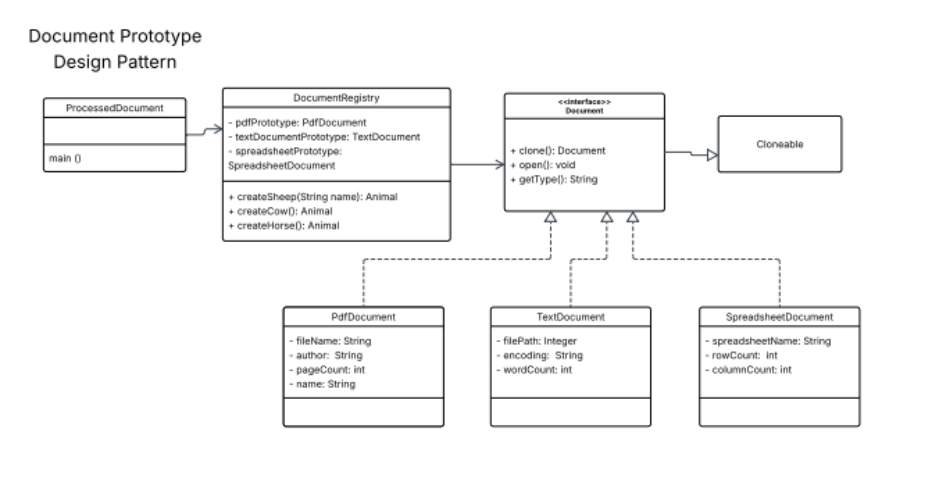 Document Prototype
Design Pattern
ProcessedDocument
main ()
DocumentRegistry
- pdfPrototype: PdfDocument
- textDocumentPrototype: TextDocument
- spreadsheetPrototype:
SpreadsheetDocument
+ createSheep(String name): Animal
+ createCow(): Animal
+ createHorse(): Animal
<<interface>>
Document
+ clone(): Document
+ open(): void
+ getType(): String
Cloneable
PdfDocument
- fileName: String
- author: String
- pageCount: int
- name: String
TextDocument
- filePath: Integer
- encoding: String
- wordCount: int
SpreadsheetDocument
- spreadsheetName: String
- rowCount: int
- columnCount: int